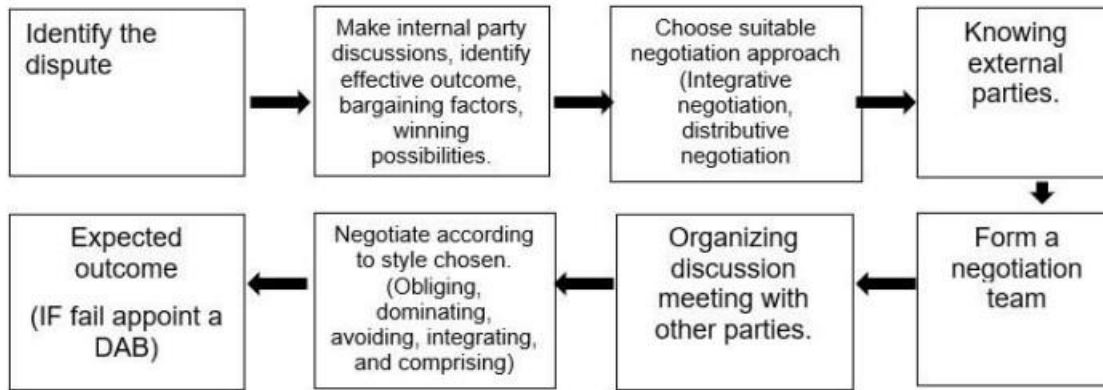 Identify the
dispute
Make internal party
discussions, identify
effective outcome,
bargaining factors,
winning
possibilities.
Choose suitable
negotiation approach
(Integrative
negotiation,
distributive
negotiation
Knowing
external
parties.
Form a
negotiation
team
Organizing
discussion
meeting with
other parties.
Negotiate according
to style chosen.
(Obliging,
dominating,
avoiding, integrating,
and comprising)
Expected
outcome
(IF fail appoint a
DAB)